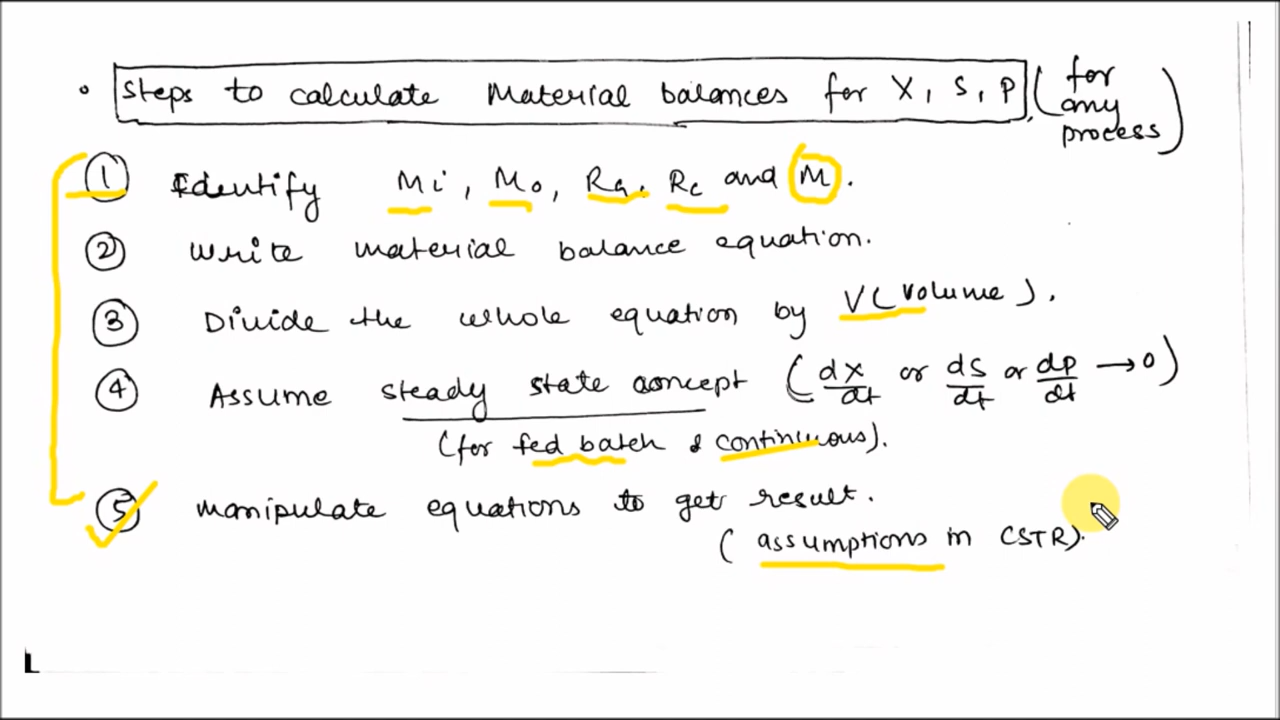 • Steps to calculate Material balances for X, S, P (for any process)
① Identify Mi, Mo, RG, Rc and M.
② Write material balance equation.
③ Divide the whole equation by V (volume).
④ Assume steady state concept (dX/dt or dS/dt or dP/dt → 0)
(for fed batch & continuous).
⑤ Manipulate equations to get result.
(assumptions in CSTR).